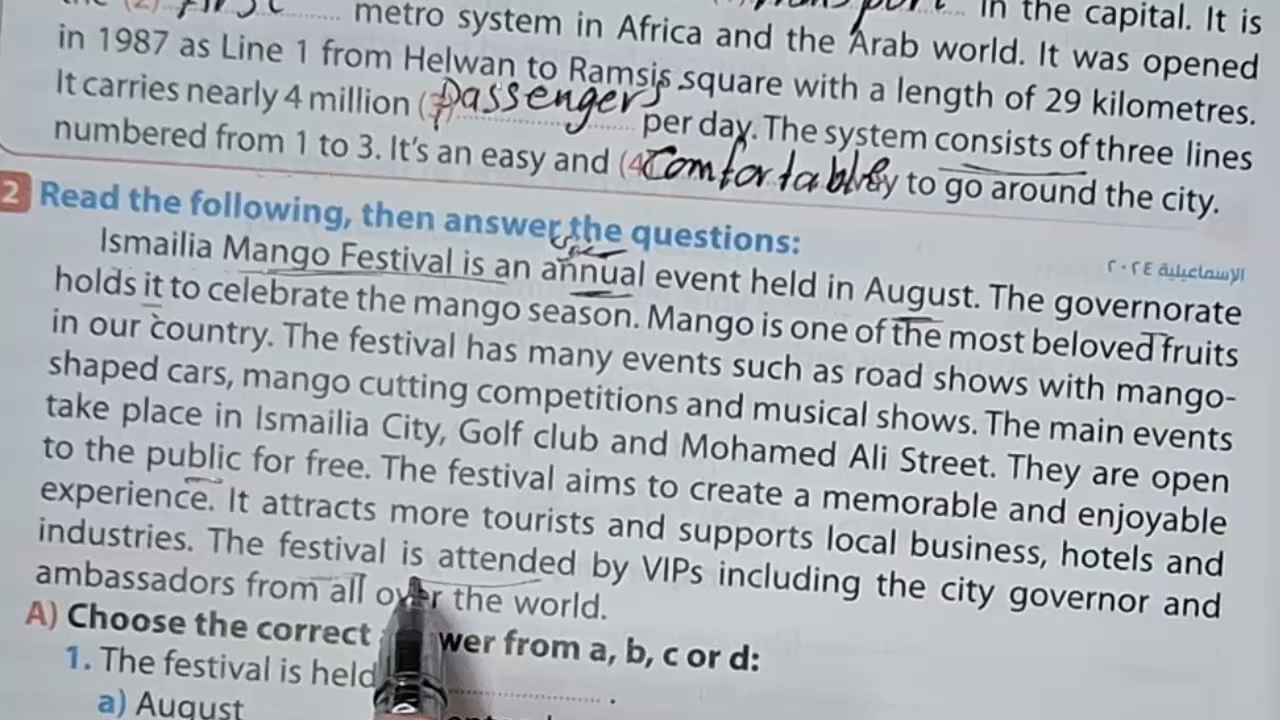 the (2) first metro system in Africa and the Arab world. It was opened
in the capital. It is
in 1987 as Line 1 from Helwan to Ramsis square with a length of 29 kilometres.
It carries nearly 4 million Passengers per day. The system consists of three lines
numbered from 1 to 3. It's an easy and (4) Comfortable to go around the city.
2 Read the following, then answer the questions:
الإسماعيلية ٢٠٢٤
Ismailia Mango Festival is an annual event held in August. The governorate
holds it to celebrate the mango season. Mango is one of the most beloved fruits
in our country. The festival has many events such as road shows with mango-
shaped cars, mango cutting competitions and musical shows. The main events
take place in Ismailia City, Golf club and Mohamed Ali Street. They are open
to the public for free. The festival aims to create a memorable and enjoyable
experience. It attracts more tourists and supports local business, hotels and
industries. The festival is attended by VIPs including the city governor and
ambassadors from all over the world.
A) Choose the correct answer from a, b, c or d:
1. The festival is held .
a) August